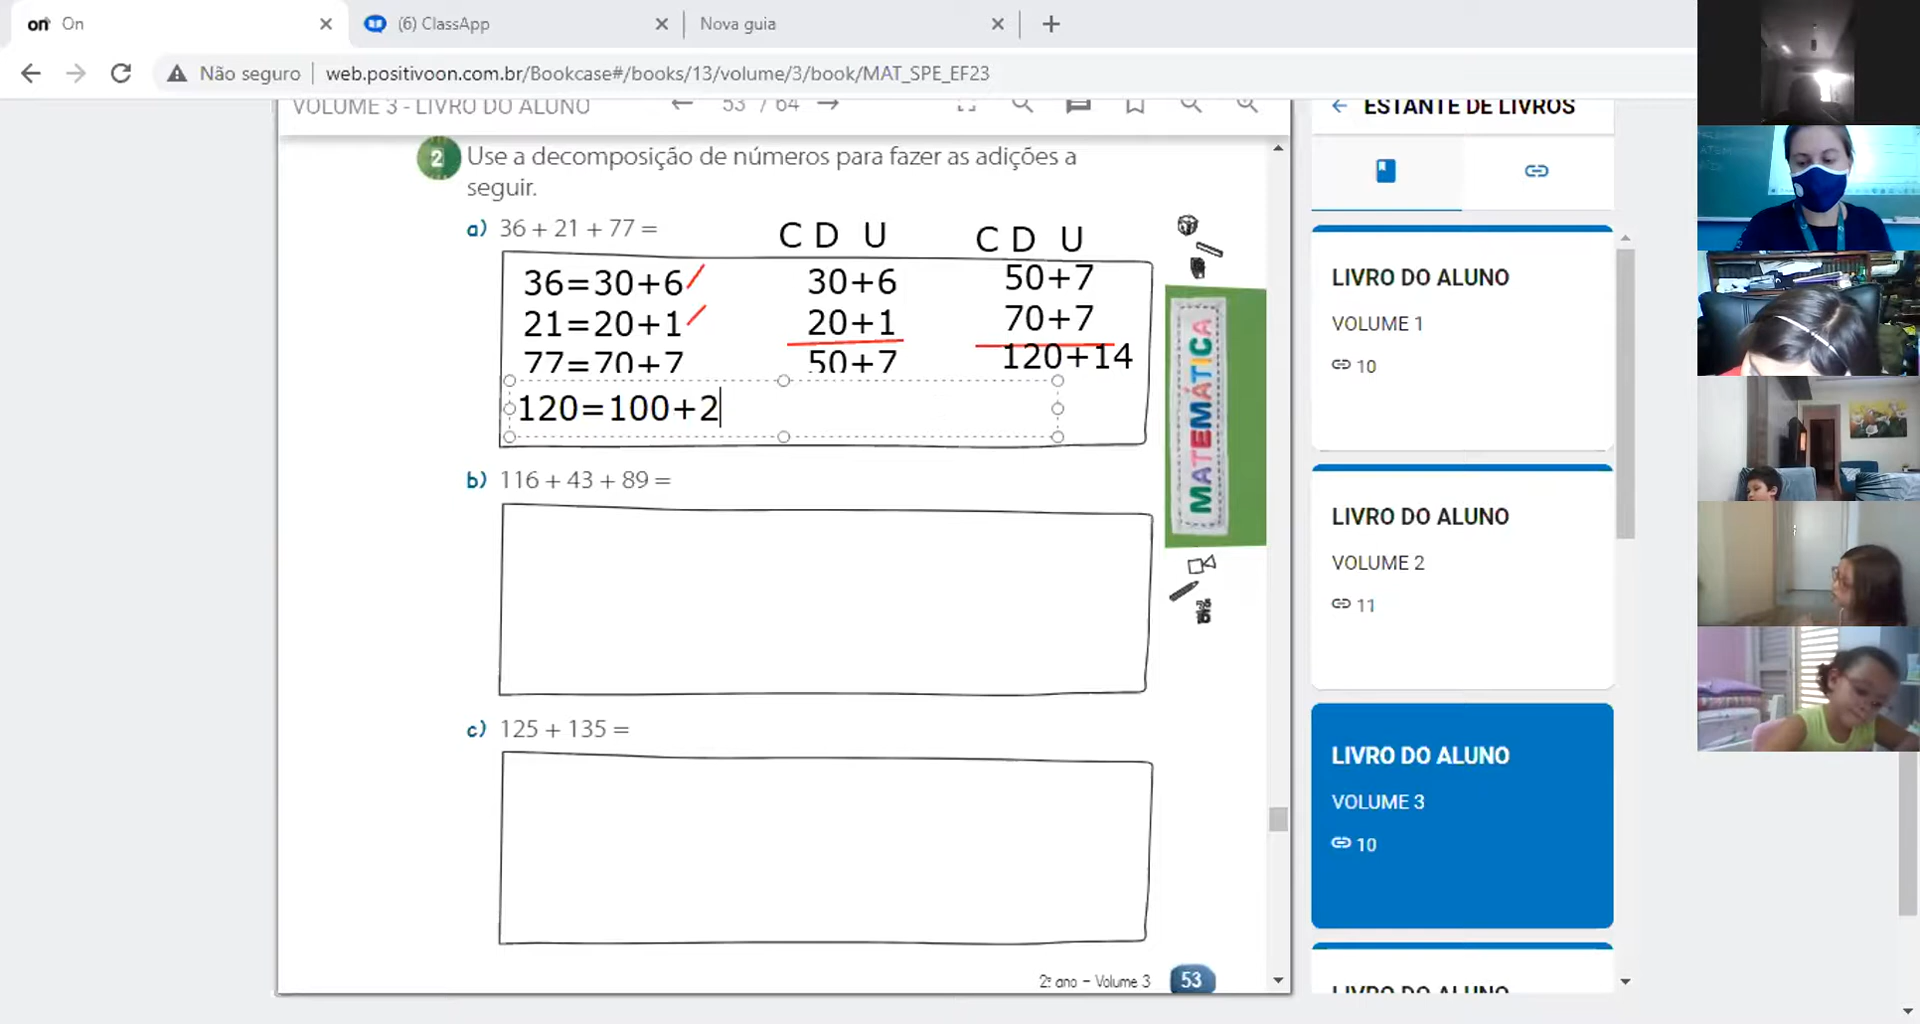 on On
(6) ClassApp
Nova guia
Não seguro web.positivoon.com.br/Bookcase#/books/13/volume/3/book/MAT_SPE_EF23
VOLUME 3 - LIVRO DO ALUNO
53 / 64
2 Use a decomposição de números para fazer as adições a
seguir.
a) 36 + 21 + 77 =
C D U
C D U
36=30+6
21=20+1
77=70+7
30+6
20+1
50+7
50+7
70+7
120+14
120=100+2
b) 116 + 43 + 89 =
c) 125 + 135 =
MATEMÁTICA
2º ano – Volume 3 53
ESTANTE DE LIVROS
LIVRO DO ALUNO
VOLUME 1
10
LIVRO DO ALUNO
VOLUME 2
11
LIVRO DO ALUNO
VOLUME 3
10
LIVRO DO ALUNO